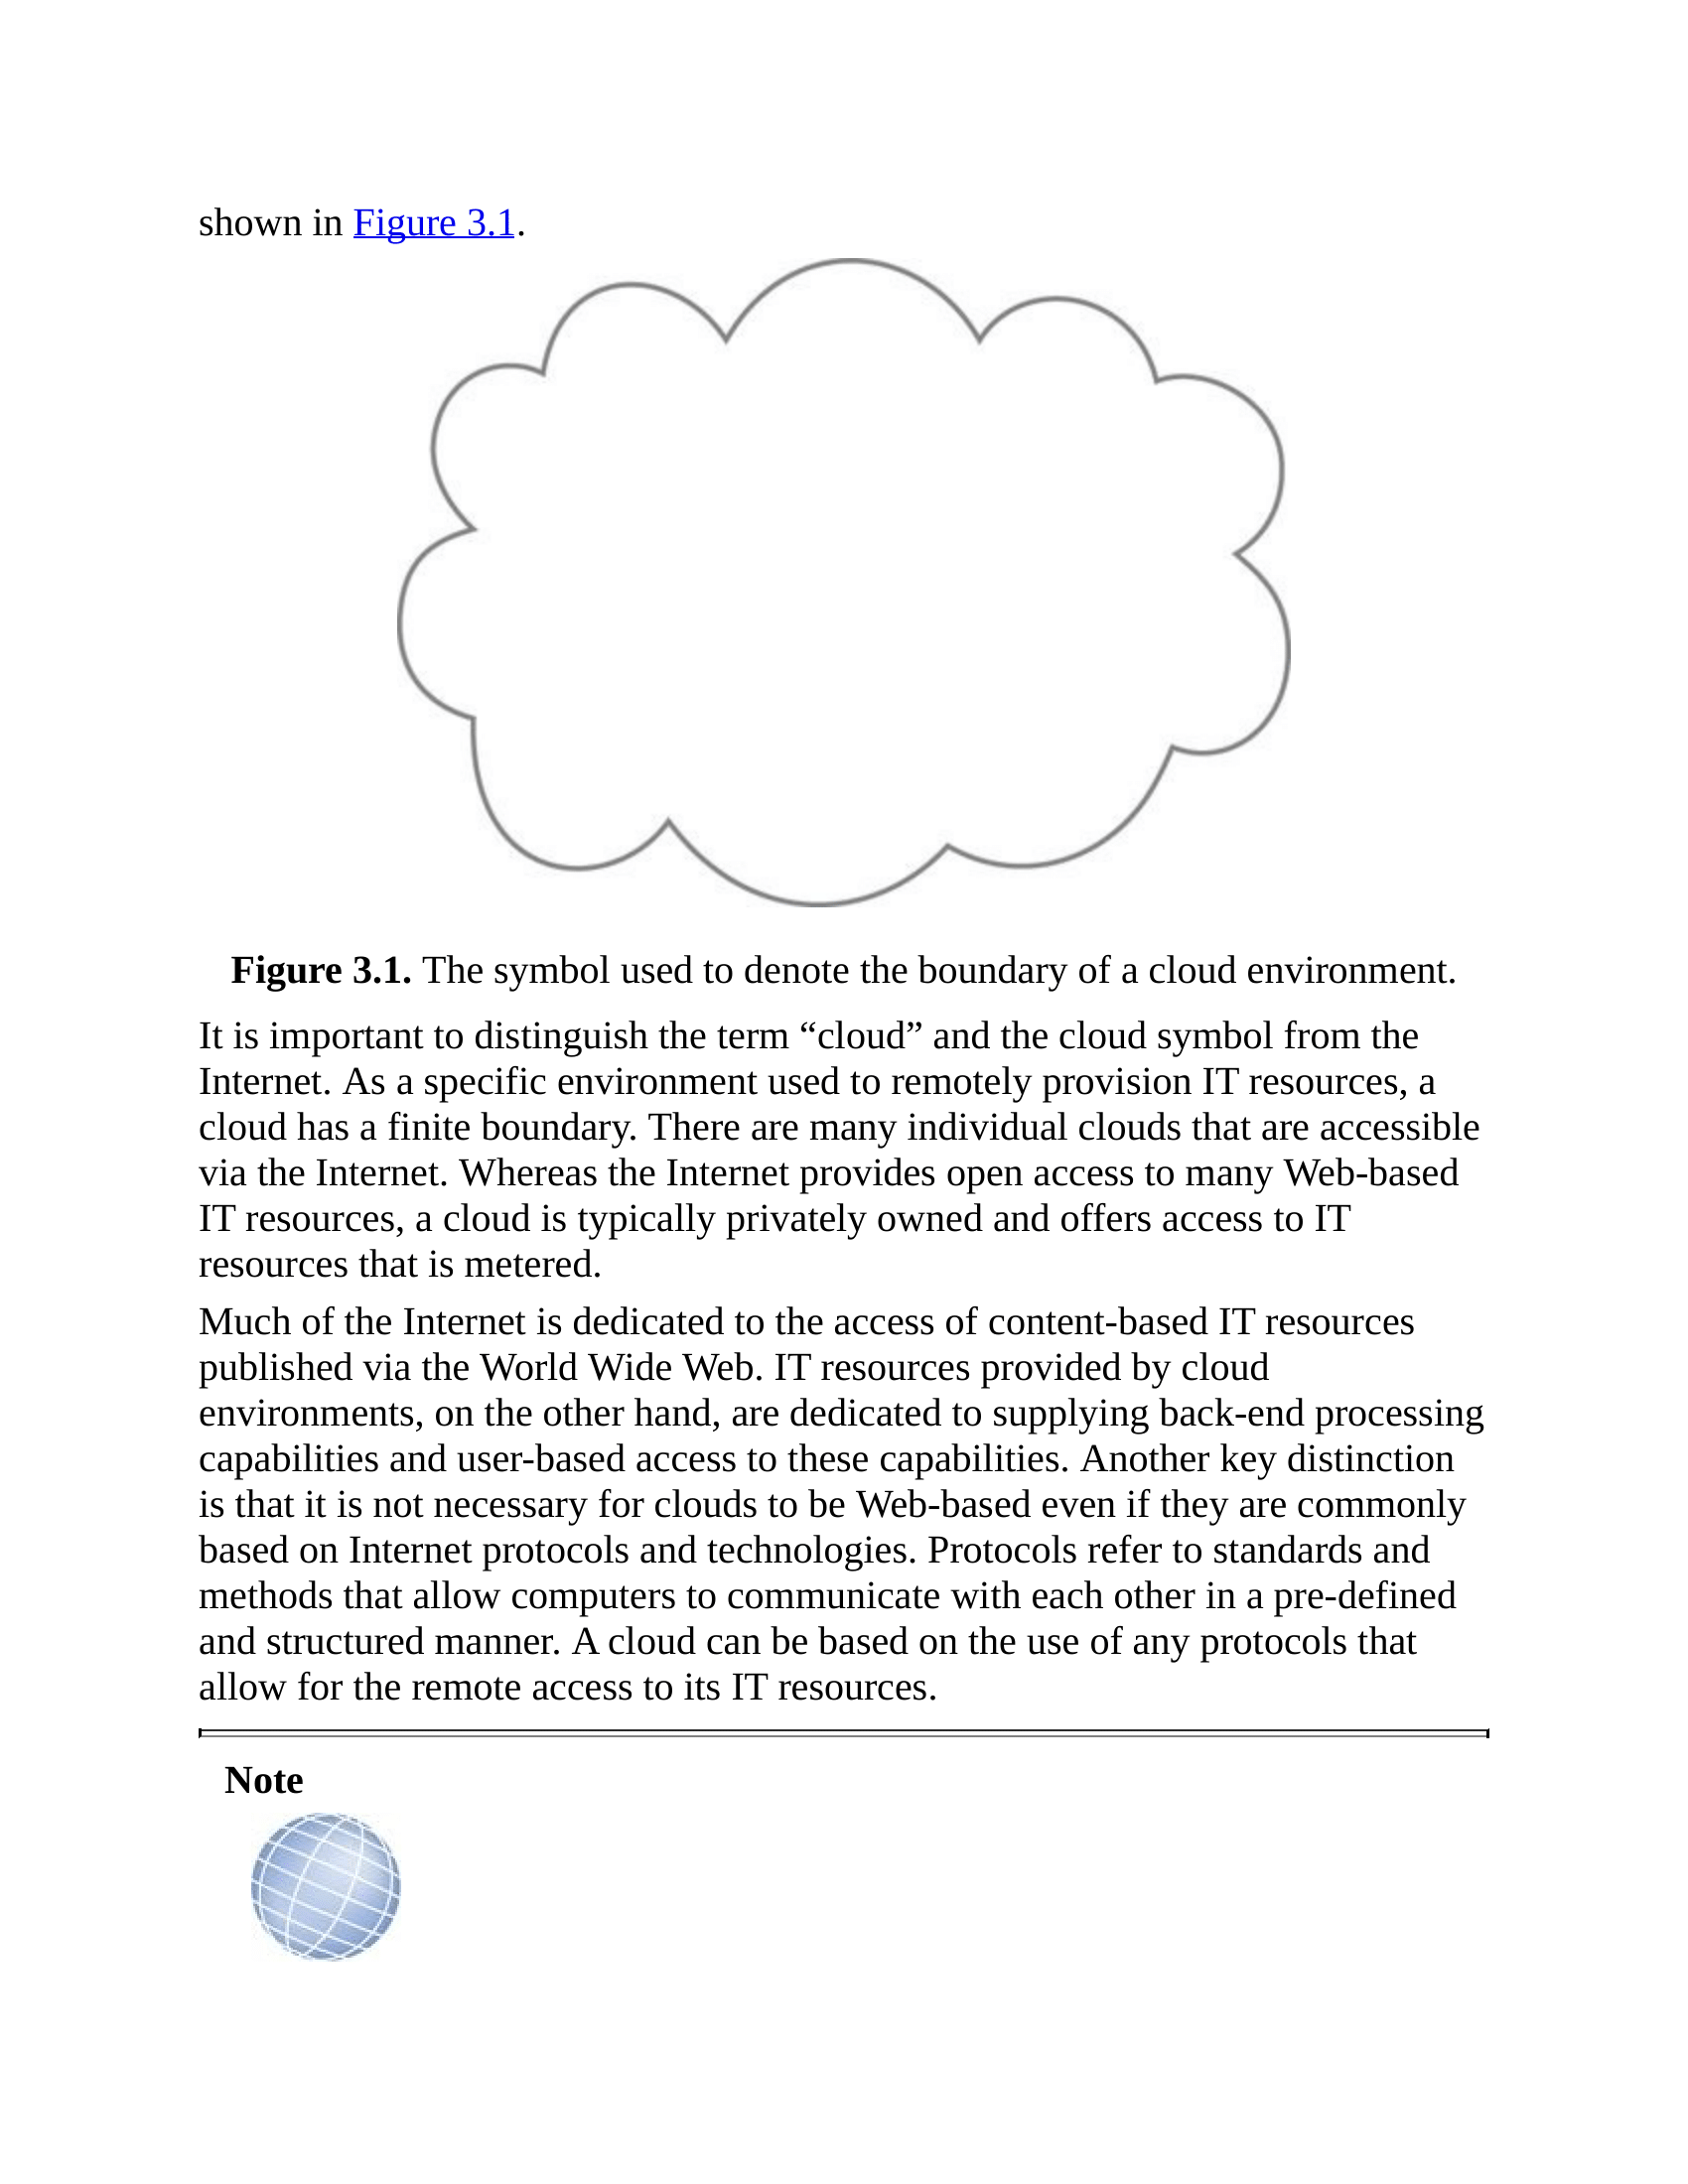 shown in Figure 3.1.
Figure 3.1. The symbol used to denote the boundary of a cloud environment.
It is important to distinguish the term “cloud” and the cloud symbol from the
Internet. As a specific environment used to remotely provision IT resources, a
cloud has a finite boundary. There are many individual clouds that are accessible
via the Internet. Whereas the Internet provides open access to many Web-based
IT resources, a cloud is typically privately owned and offers access to IT
resources that is metered.
Much of the Internet is dedicated to the access of content-based IT resources
published via the World Wide Web. IT resources provided by cloud
environments, on the other hand, are dedicated to supplying back-end processing
capabilities and user-based access to these capabilities. Another key distinction
is that it is not necessary for clouds to be Web-based even if they are commonly
based on Internet protocols and technologies. Protocols refer to standards and
methods that allow computers to communicate with each other in a pre-defined
and structured manner. A cloud can be based on the use of any protocols that
allow for the remote access to its IT resources.
Note